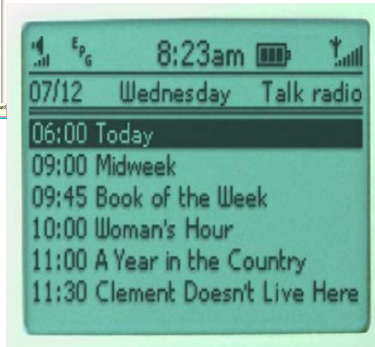 EPG 8:23am
07/12 Wednesday Talk radio
06:00 Today
09:00 Midweek
09:45 Book of the Week
10:00 Woman's Hour
11:00 A Year in the Country
11:30 Clement Doesn't Live Here